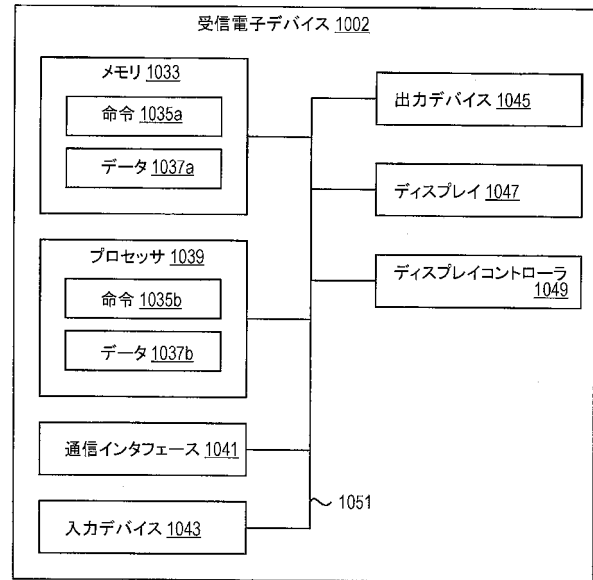 受信電子デバイス 1002
メモリ 1033
命令 1035a
データ 1037a
プロセッサ 1039
命令 1035b
データ 1037b
通信インタフェース 1041
入力デバイス 1043
出力デバイス 1045
ディスプレイ 1047
ディスプレイコントローラ
1049
1051